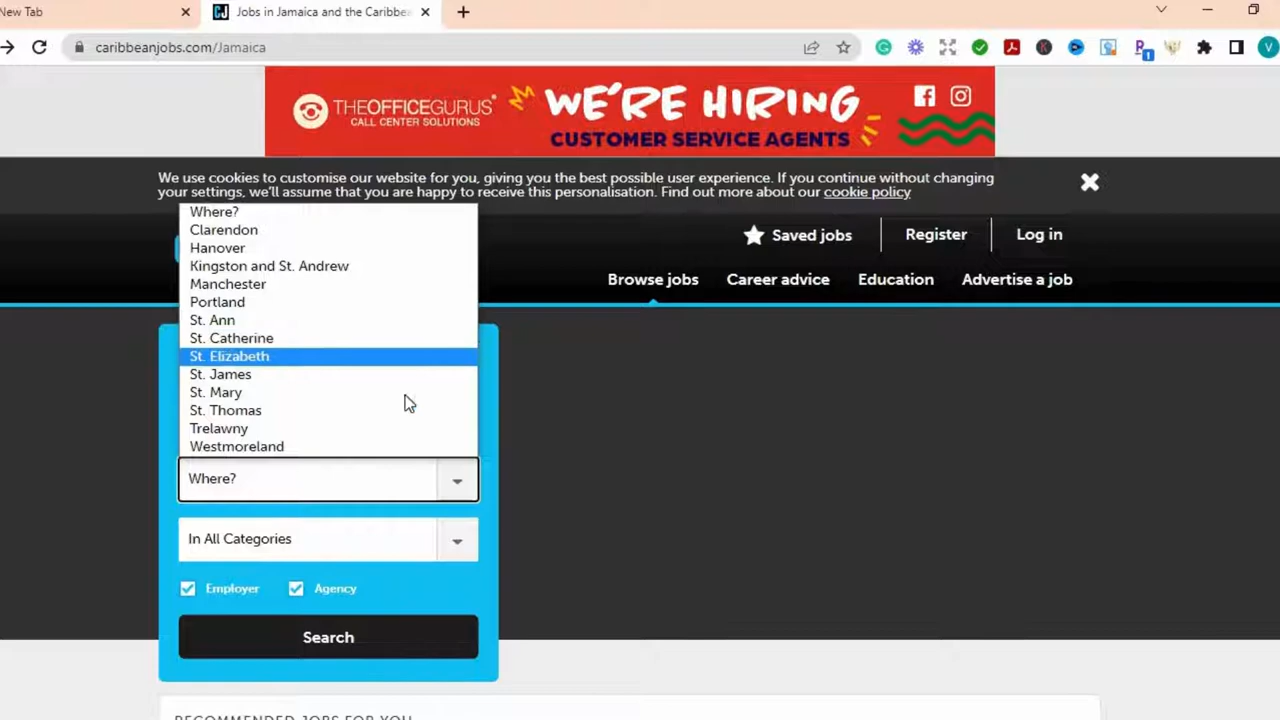 New Tab
Jobs in Jamaica and the Caribbe
caribbeanjobs.com/Jamaica
1
V
THEOFFICEGURUS
CALL CENTER SOLUTIONS
WE'RE HIRING
CUSTOMER SERVICE AGENTS
We use cookies to customise our website for you, giving you the best possible user experience. If you continue without changing
your settings, we'll assume that you are happy to receive this personalisation. Find out more about our cookie policy
Saved jobs
Register
Log in
Browse jobs
Career advice
Education
Advertise a job
Where?
Clarendon
Hanover
Kingston and St. Andrew
Manchester
Portland
St. Ann
St. Catherine
St. Elizabeth
St. James
St. Mary
St. Thomas
Trelawny
Westmoreland
Where?
In All Categories
Employer
Agency
Search
RECOMMENDED JOBS FOR YOU